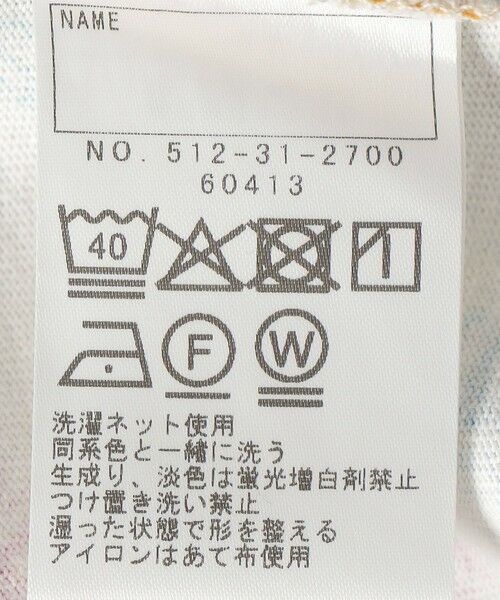 NAME
NO. 512-31-2700
60413
40
F
W
洗濯ネット使用
同系色と一緒に洗う
生成り、淡色は蛍光増白剤禁止
つけ置き洗い禁止
湿った状態で形を整える
アイロンはあて布使用